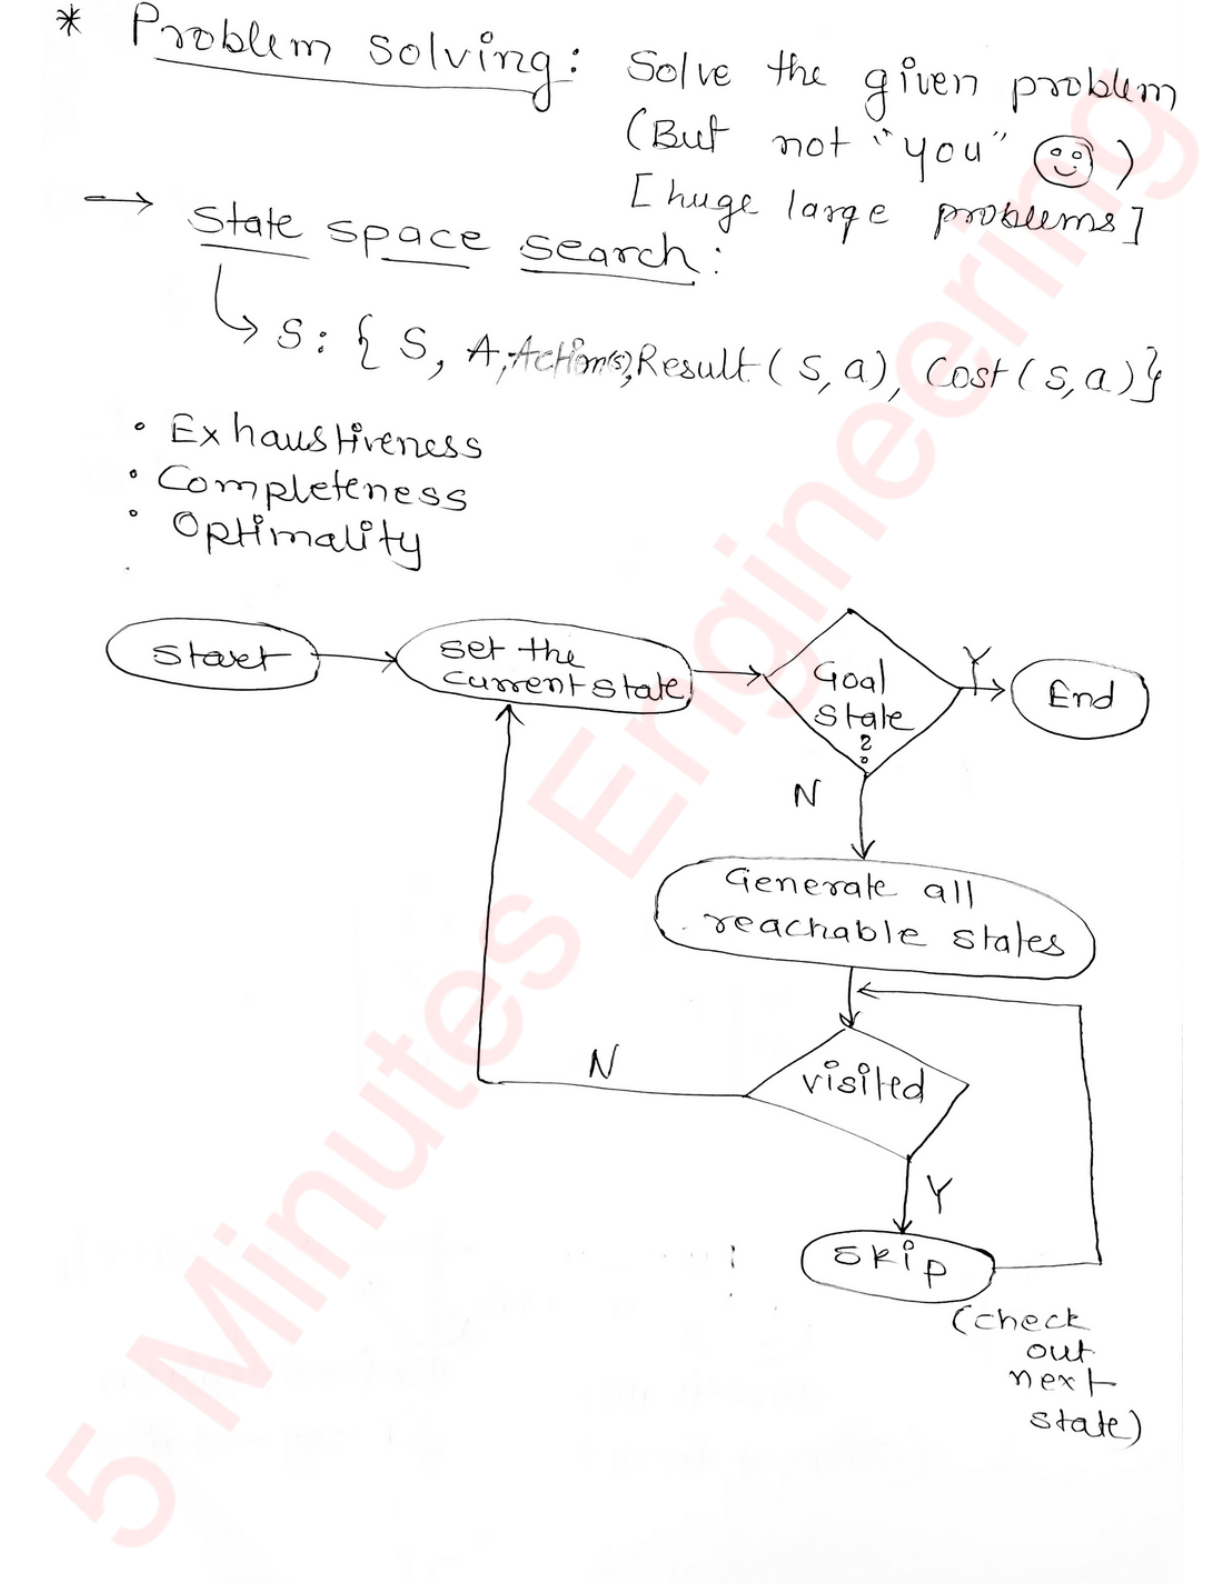 * Problem solving: Solve the given problem
(But not "you" ☺)
[huge large problems]
→ State space search:
↳ S: { S, A, Action(s), Result(s,a), Cost(s,a)}
• Exhaustiveness
• Completeness
• Optimality
Start
set the
current state
Goal
state
?
Y
End
N
Generate all
reachable states
visited
N
Y
skip
(check
out
next
state)
5 Minutes Engineering